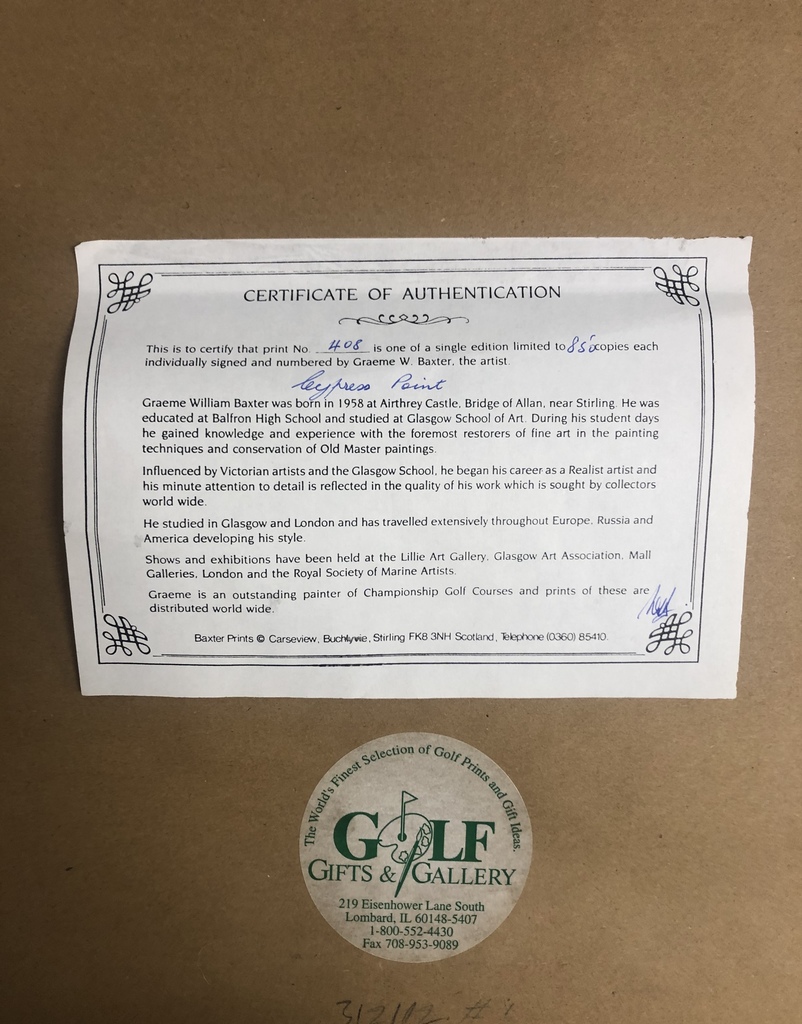 CERTIFICATE OF AUTHENTICATION
This is to certify that print No. 408 is one of a single edition limited to 850 copies each
individually signed and numbered by Graeme W. Baxter, the artist.
Cypress Point
Graeme William Baxter was born in 1958 at Airthrey Castle, Bridge of Allan, near Stirling. He was
educated at Balfron High School and studied at Glasgow School of Art. During his student days
he gained knowledge and experience with the foremost restorers of fine art in the painting
techniques and conservation of Old Master paintings.
Influenced by Victorian artists and the Glasgow School, he began his career as a Realist artist and
his minute attention to detail is reflected in the quality of his work which is sought by collectors
world wide.
He studied in Glasgow and London and has travelled extensively throughout Europe, Russia and
America developing his style.
Shows and exhibitions have been held at the Lillie Art Gallery, Glasgow Art Association, Mall
Galleries, London and the Royal Society of Marine Artists.
Graeme is an outstanding painter of Championship Golf Courses and prints of these are
distributed world wide.
Baxter Prints © Carseview, Buchlyvie, Stirling FK8 3NH Scotland, Telephone (0360) 85410.
The World's Finest Selection of Golf Prints and Gift Ideas.
GOLF
GIFTS & GALLERY
219 Eisenhower Lane South
Lombard, IL 60148-5407
1-800-552-4430
Fax 708-953-9089